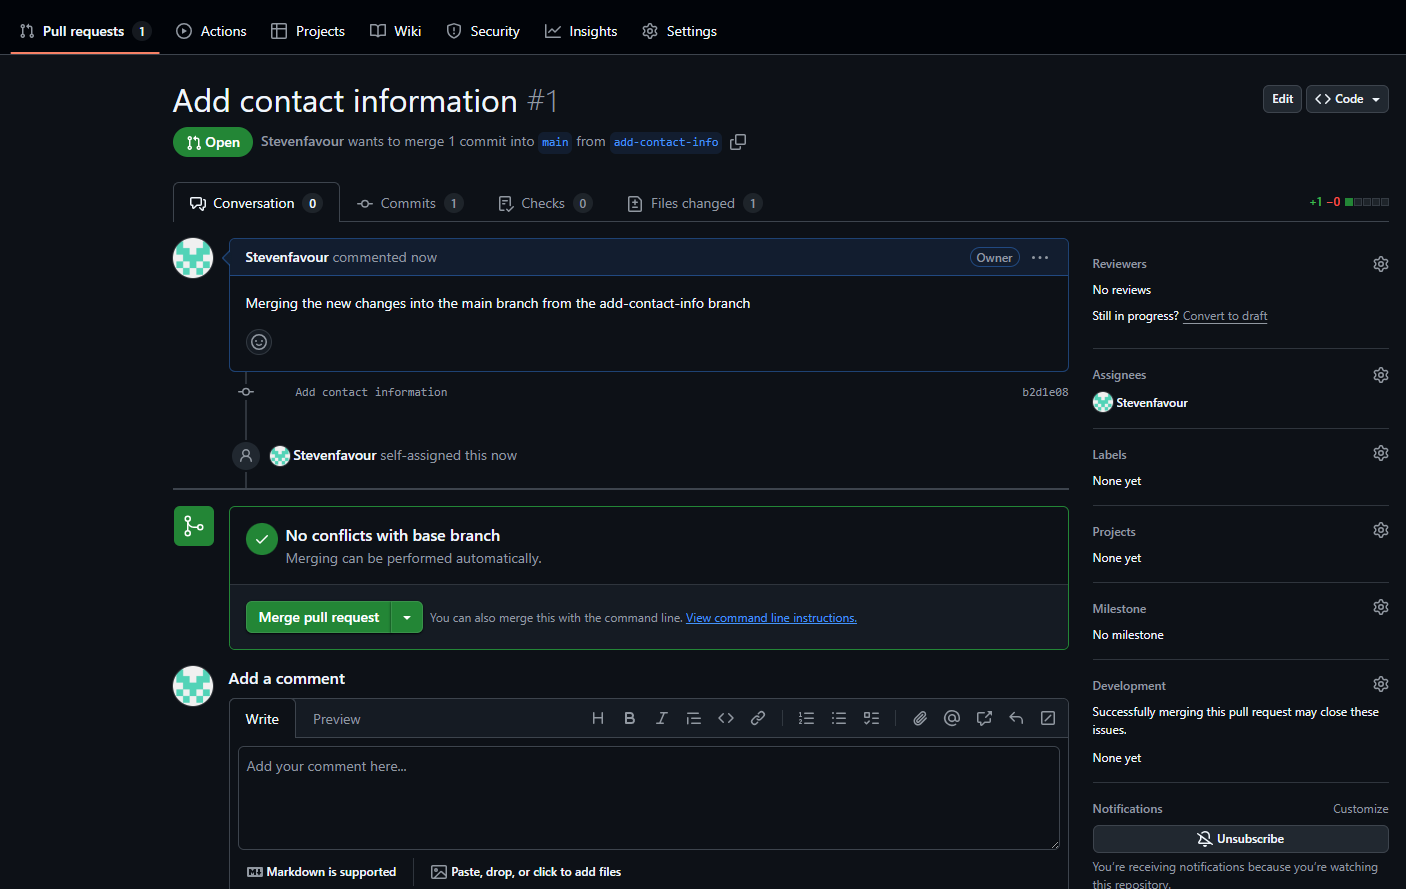 Pull requests 1 Actions Projects Wiki Security Insights Settings
Add contact information #1
Edit <> Code
Open Stevenfavour wants to merge 1 commit into main from add-contact-info
Conversation 0 Commits 1 Checks 0 Files changed 1 +1 −0
Stevenfavour commented now Owner
Merging the new changes into the main branch from the add-contact-info branch
Add contact information b2d1e08
Stevenfavour self-assigned this now
No conflicts with base branch
Merging can be performed automatically.
Merge pull request You can also merge this with the command line. View command line instructions.
Add a comment
Write Preview
Add your comment here...
Markdown is supported Paste, drop, or click to add files
Reviewers
No reviews
Still in progress? Convert to draft
Assignees
Stevenfavour
Labels
None yet
Projects
None yet
Milestone
No milestone
Development
Successfully merging this pull request may close these
issues.
None yet
Notifications Customize
Unsubscribe
You're receiving notifications because you're watching
this repository.